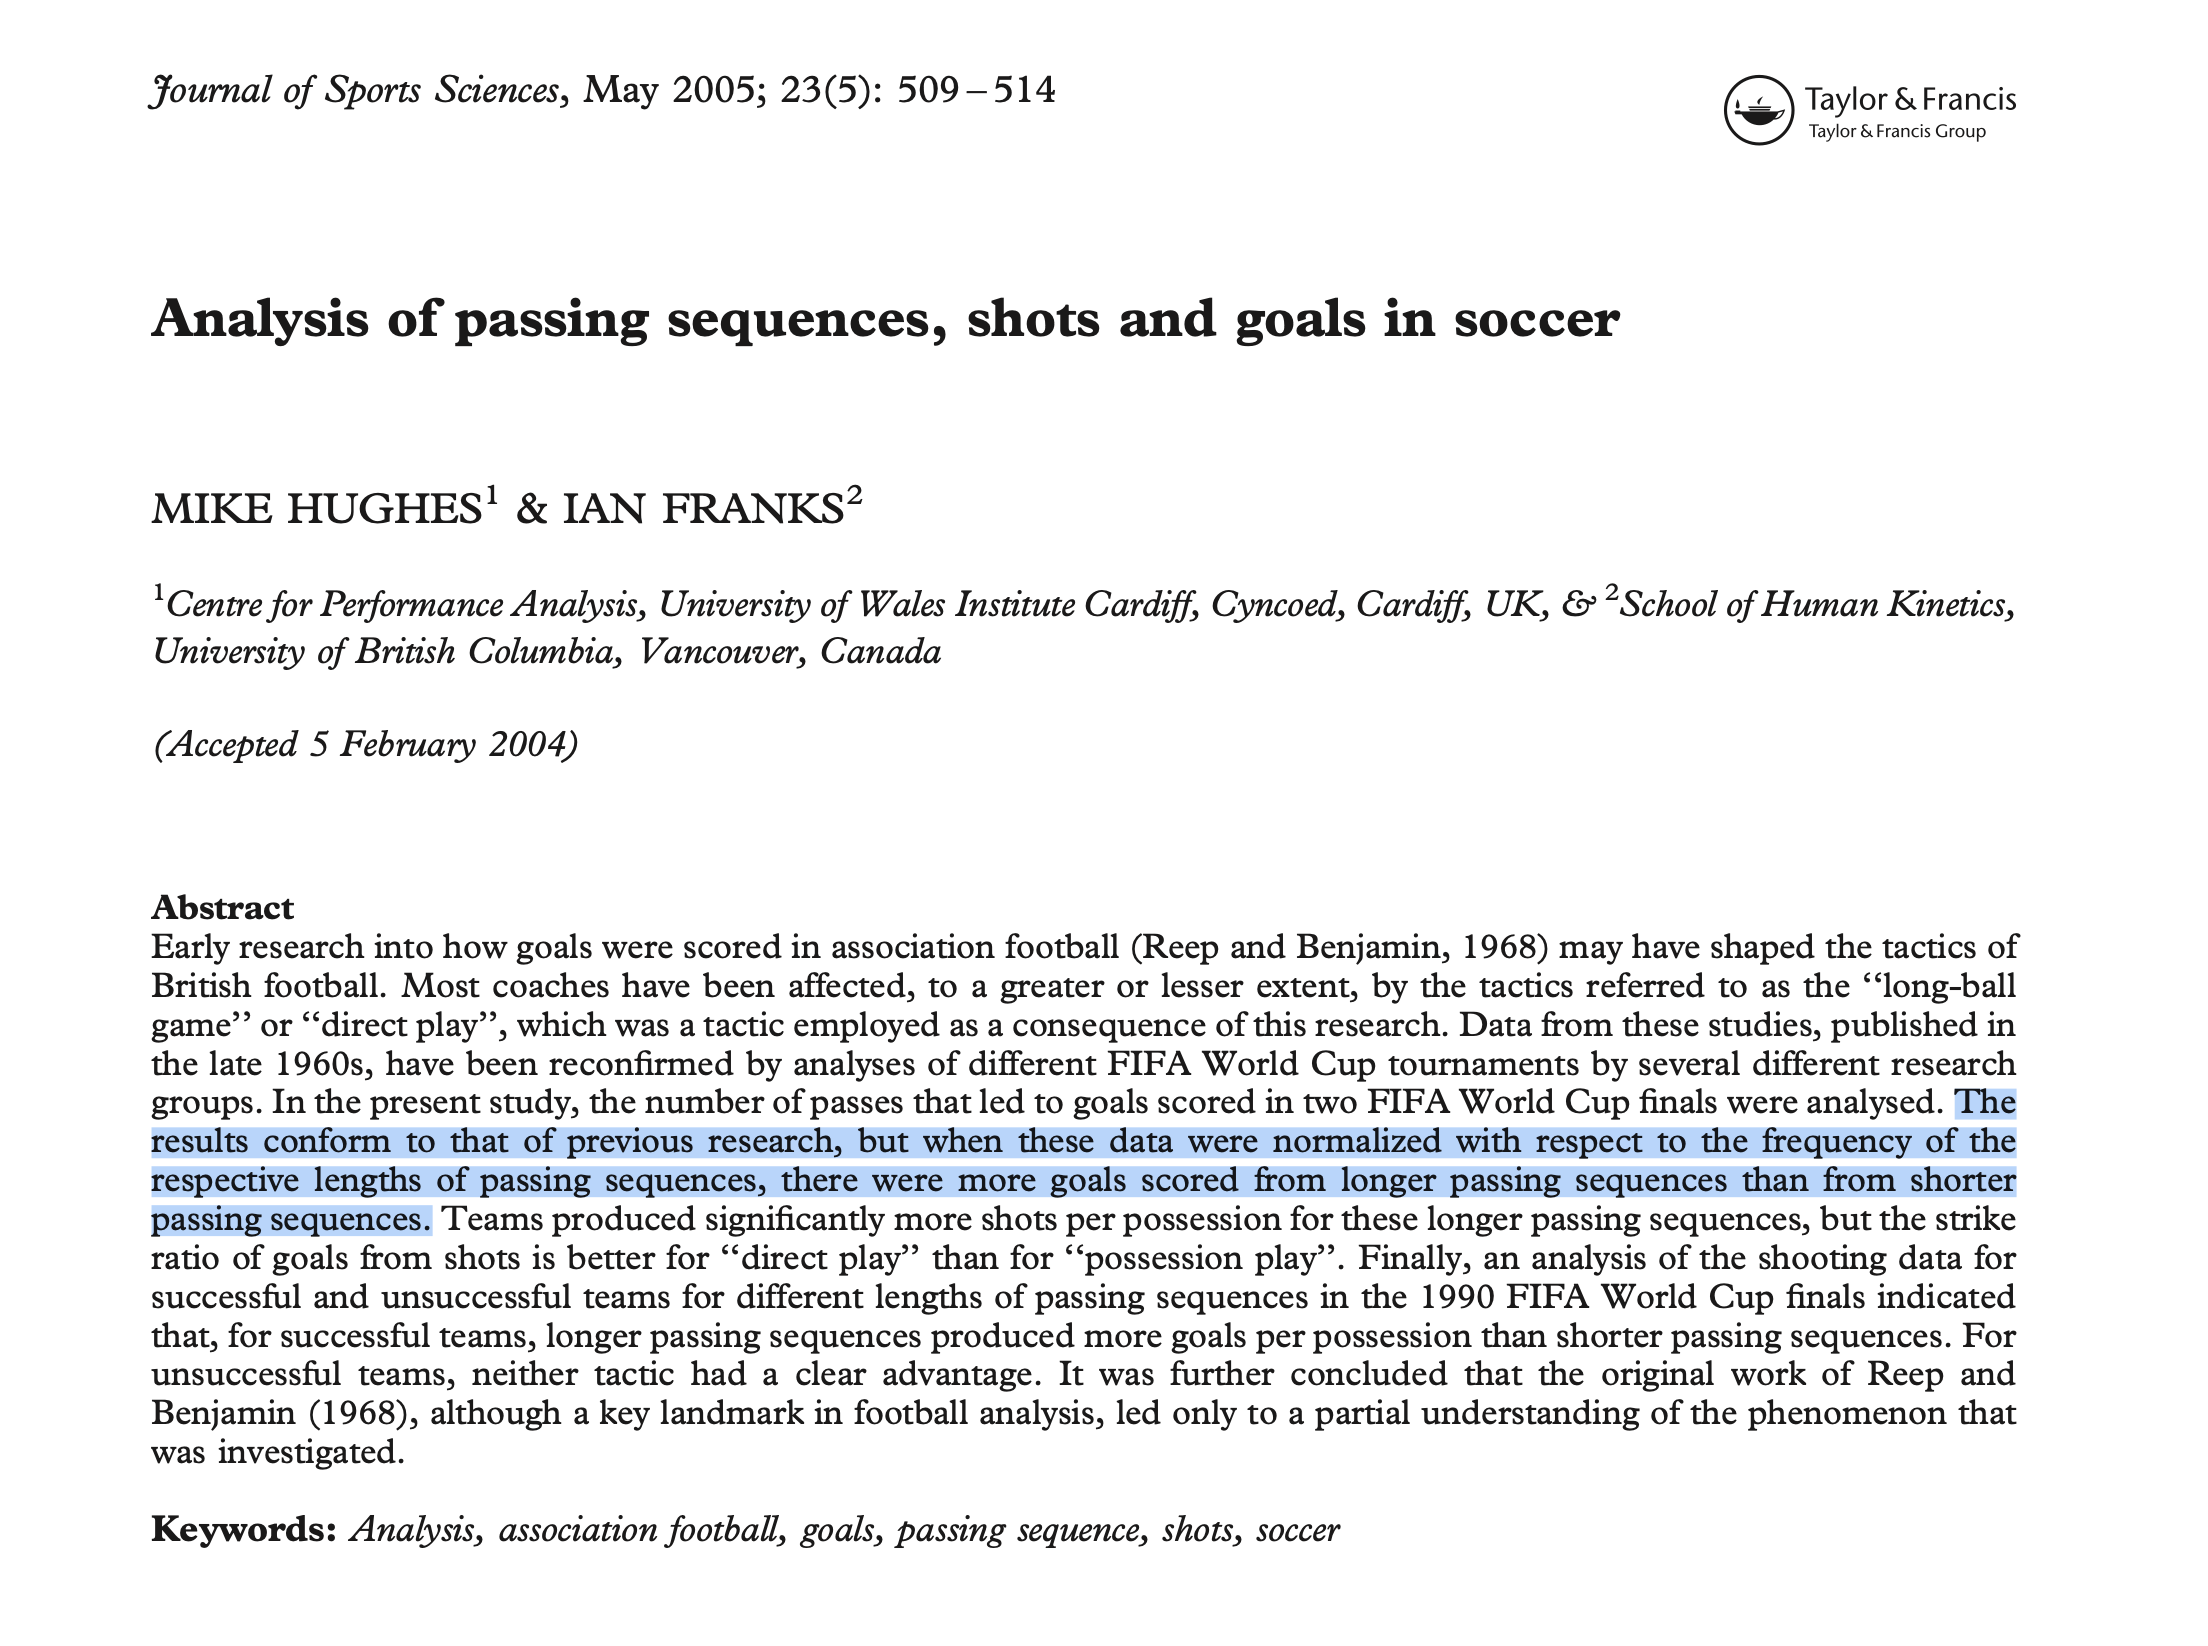 Journal of Sports Sciences, May 2005; 23(5): 509–514
Taylor & Francis
Taylor & Francis Group
Analysis of passing sequences, shots and goals in soccer
MIKE HUGHES¹ & IAN FRANKS²
¹Centre for Performance Analysis, University of Wales Institute Cardiff, Cyncoed, Cardiff, UK, & ²School of Human Kinetics,
University of British Columbia, Vancouver, Canada
(Accepted 5 February 2004)
Abstract
Early research into how goals were scored in association football (Reep and Benjamin, 1968) may have shaped the tactics of
British football. Most coaches have been affected, to a greater or lesser extent, by the tactics referred to as the ‘‘long-ball
game’’ or ‘‘direct play’’, which was a tactic employed as a consequence of this research. Data from these studies, published in
the late 1960s, have been reconfirmed by analyses of different FIFA World Cup tournaments by several different research
groups. In the present study, the number of passes that led to goals scored in two FIFA World Cup finals were analysed. The
results conform to that of previous research, but when these data were normalized with respect to the frequency of the
respective lengths of passing sequences, there were more goals scored from longer passing sequences than from shorter
passing sequences. Teams produced significantly more shots per possession for these longer passing sequences, but the strike
ratio of goals from shots is better for ‘‘direct play’’ than for ‘‘possession play’’. Finally, an analysis of the shooting data for
successful and unsuccessful teams for different lengths of passing sequences in the 1990 FIFA World Cup finals indicated
that, for successful teams, longer passing sequences produced more goals per possession than shorter passing sequences. For
unsuccessful teams, neither tactic had a clear advantage. It was further concluded that the original work of Reep and
Benjamin (1968), although a key landmark in football analysis, led only to a partial understanding of the phenomenon that
was investigated.
Keywords: Analysis, association football, goals, passing sequence, shots, soccer